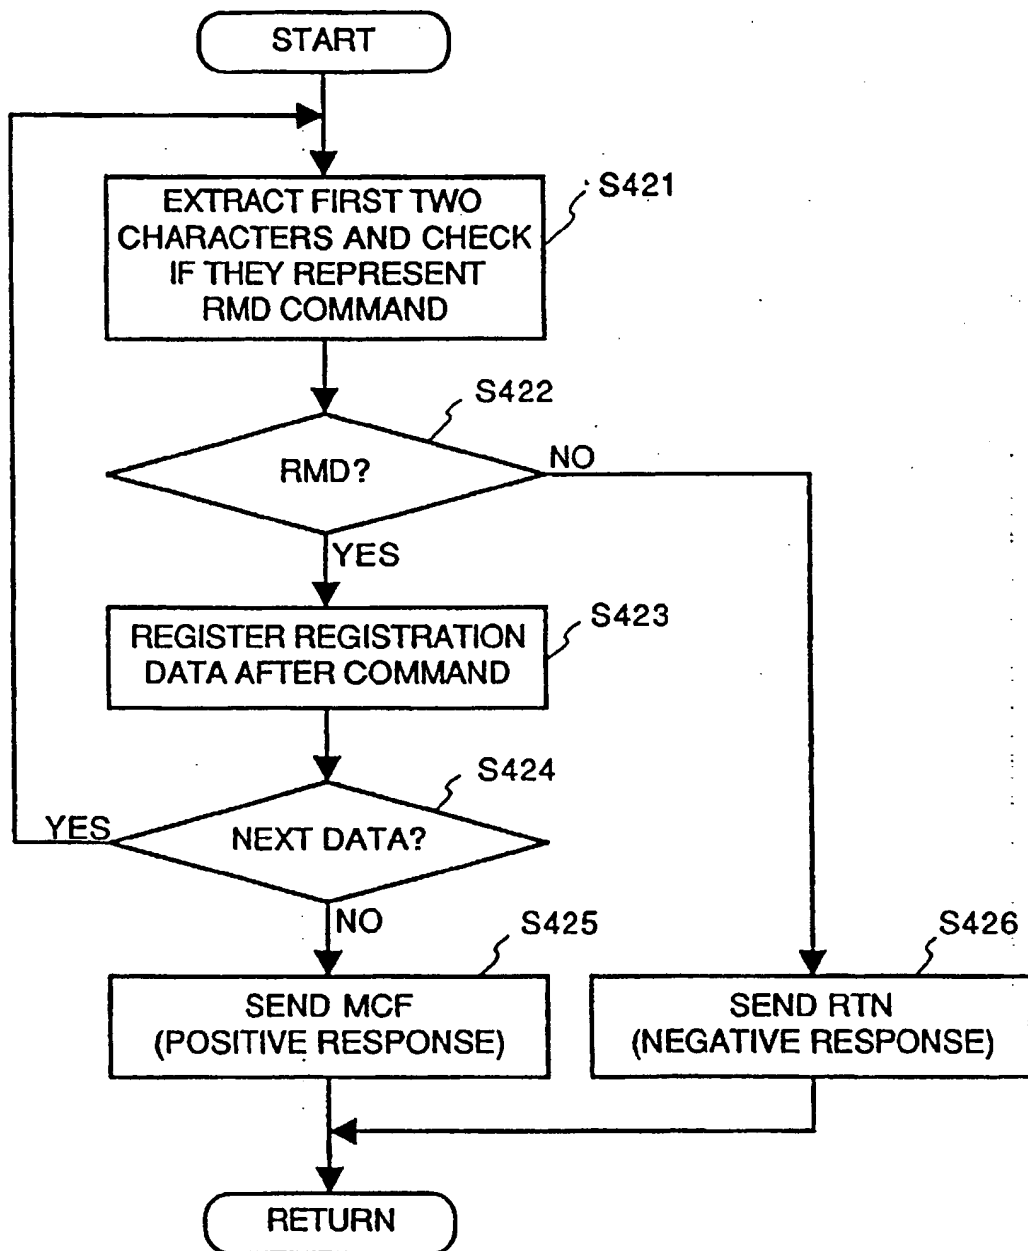 START
S421
EXTRACT FIRST TWO
CHARACTERS AND CHECK
IF THEY REPRESENT
RMD COMMAND
S422
RMD?
NO
YES
S423
REGISTER REGISTRATION
DATA AFTER COMMAND
S424
YES
NEXT DATA?
NO
S425
S426
SEND MCF
(POSITIVE RESPONSE)
SEND RTN
(NEGATIVE RESPONSE)
RETURN